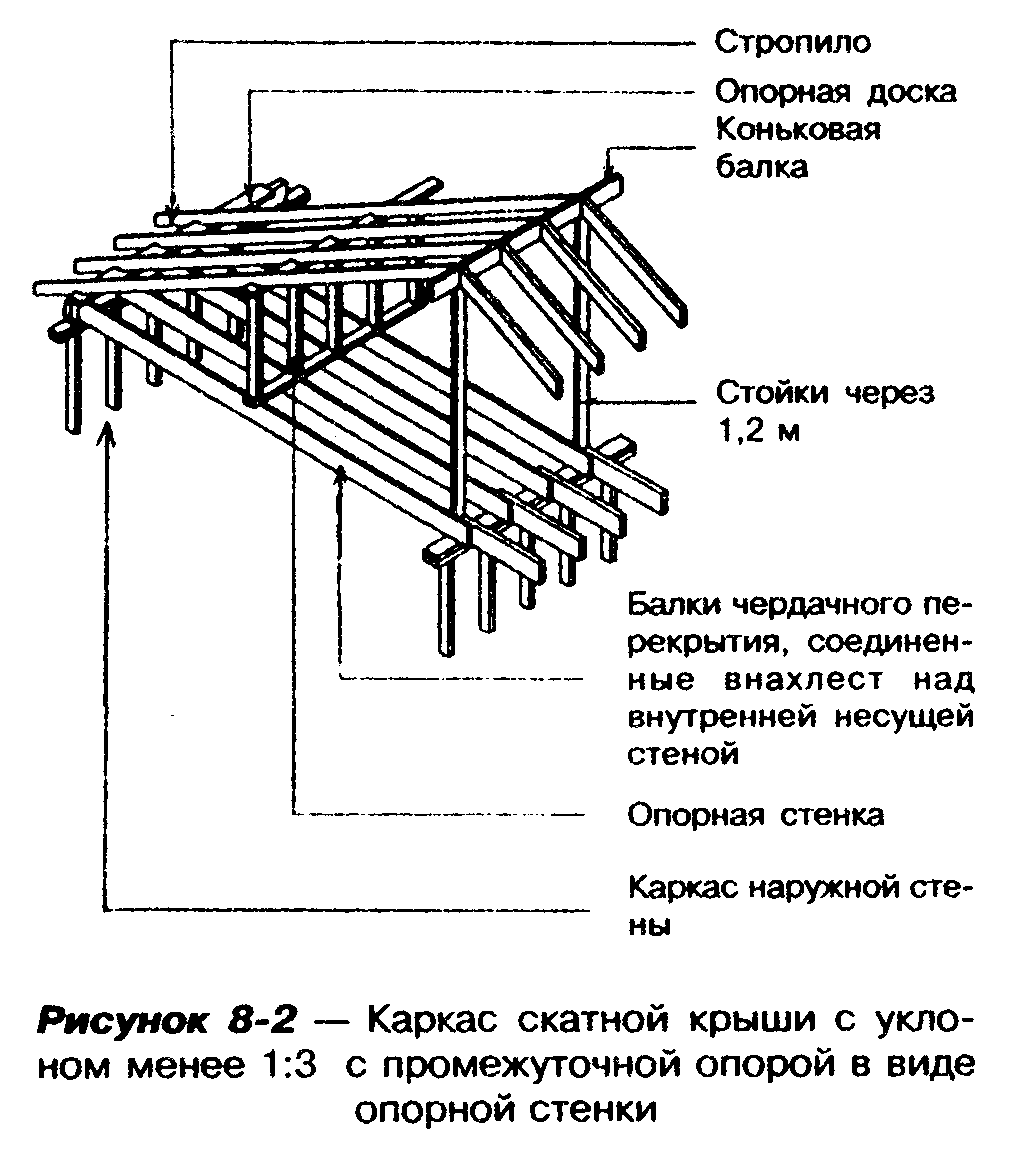 Стропило
Опорная доска
Коньковая
балка
Стойки через
1,2 м
Балки чердачного пе-
рекрытия, соединен-
ные внахлест над
внутренней несущей
стеной
Опорная стенка
Каркас наружной сте-
ны
Рисунок 8-2 — Каркас скатной крыши с укло-
ном менее 1:3 с промежуточной опорой в виде
опорной стенки